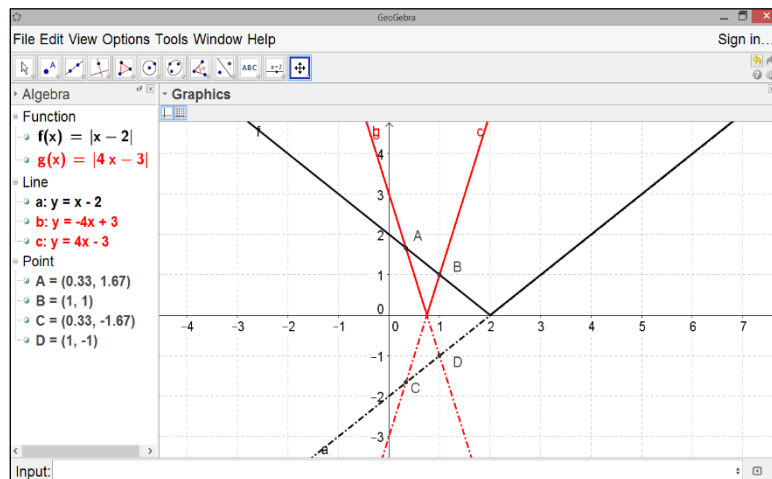 GeoGebra
File Edit View Options Tools Window Help
Sign in...
ABC
a=2
Algebra
Graphics
Function
f(x) = |x − 2|
g(x) = |4 x − 3|
Line
a: y = x - 2
b: y = -4x + 3
c: y = 4x - 3
Point
A = (0.33, 1.67)
B = (1, 1)
C = (0.33, -1.67)
D = (1, -1)
f
g
b
c
4
3
2
A
B
1
0
−4 −3 −2 −1 0 1 2 3 4 5 6 7
−1
D
C
−2
−3
a
Input: